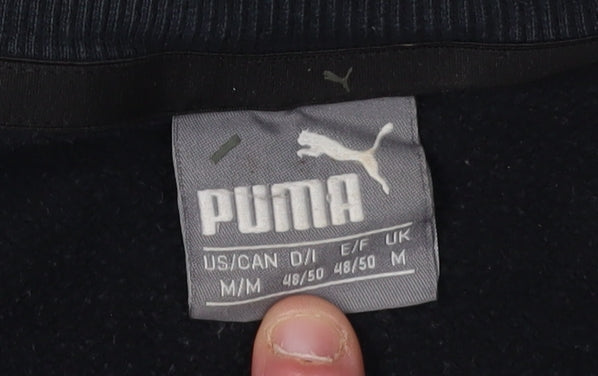 PUMA
US/CAN D/I E/F UK
M/M 48/50 48/50 M